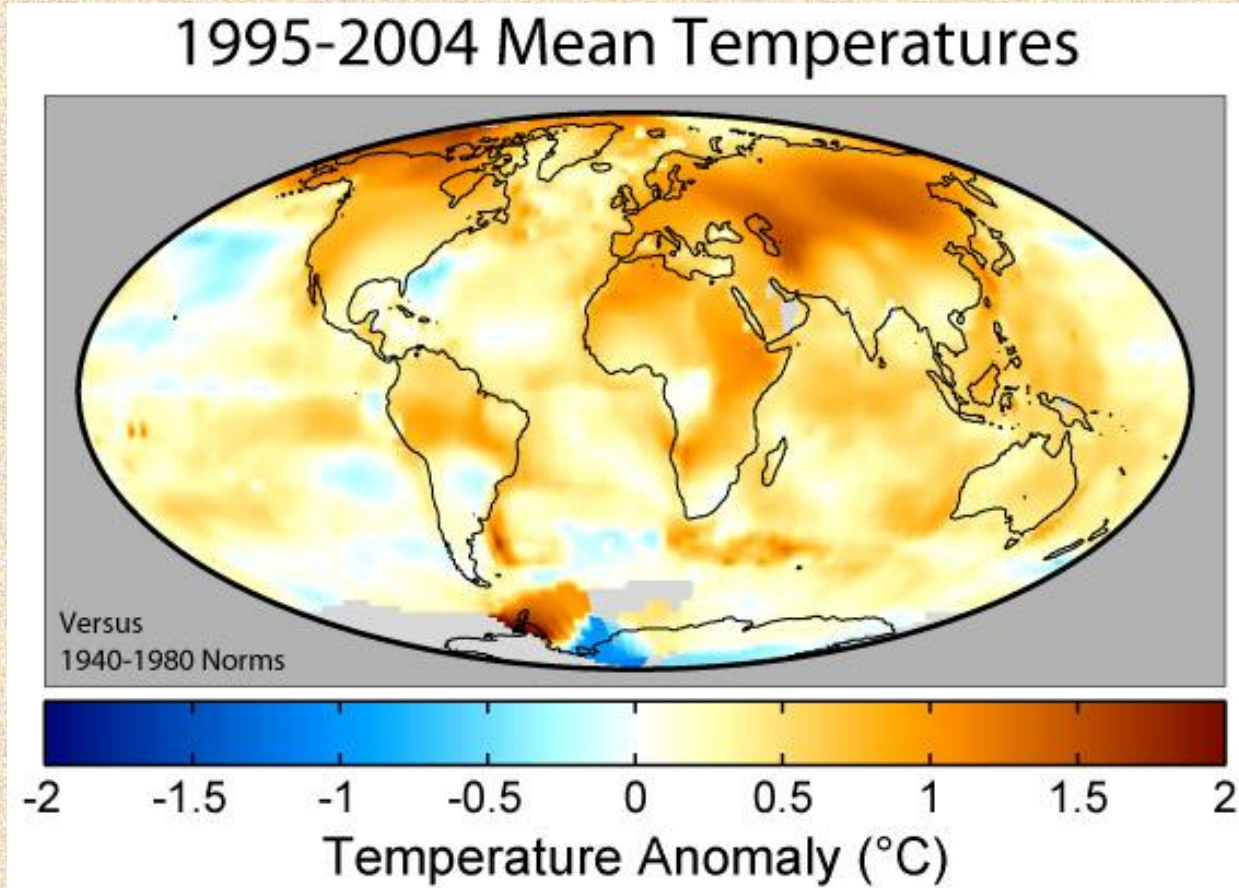 1995-2004 Mean Temperatures
Versus
1940-1980 Norms
-2 -1.5 -1 -0.5 0 0.5 1 1.5 2
Temperature Anomaly (°C)